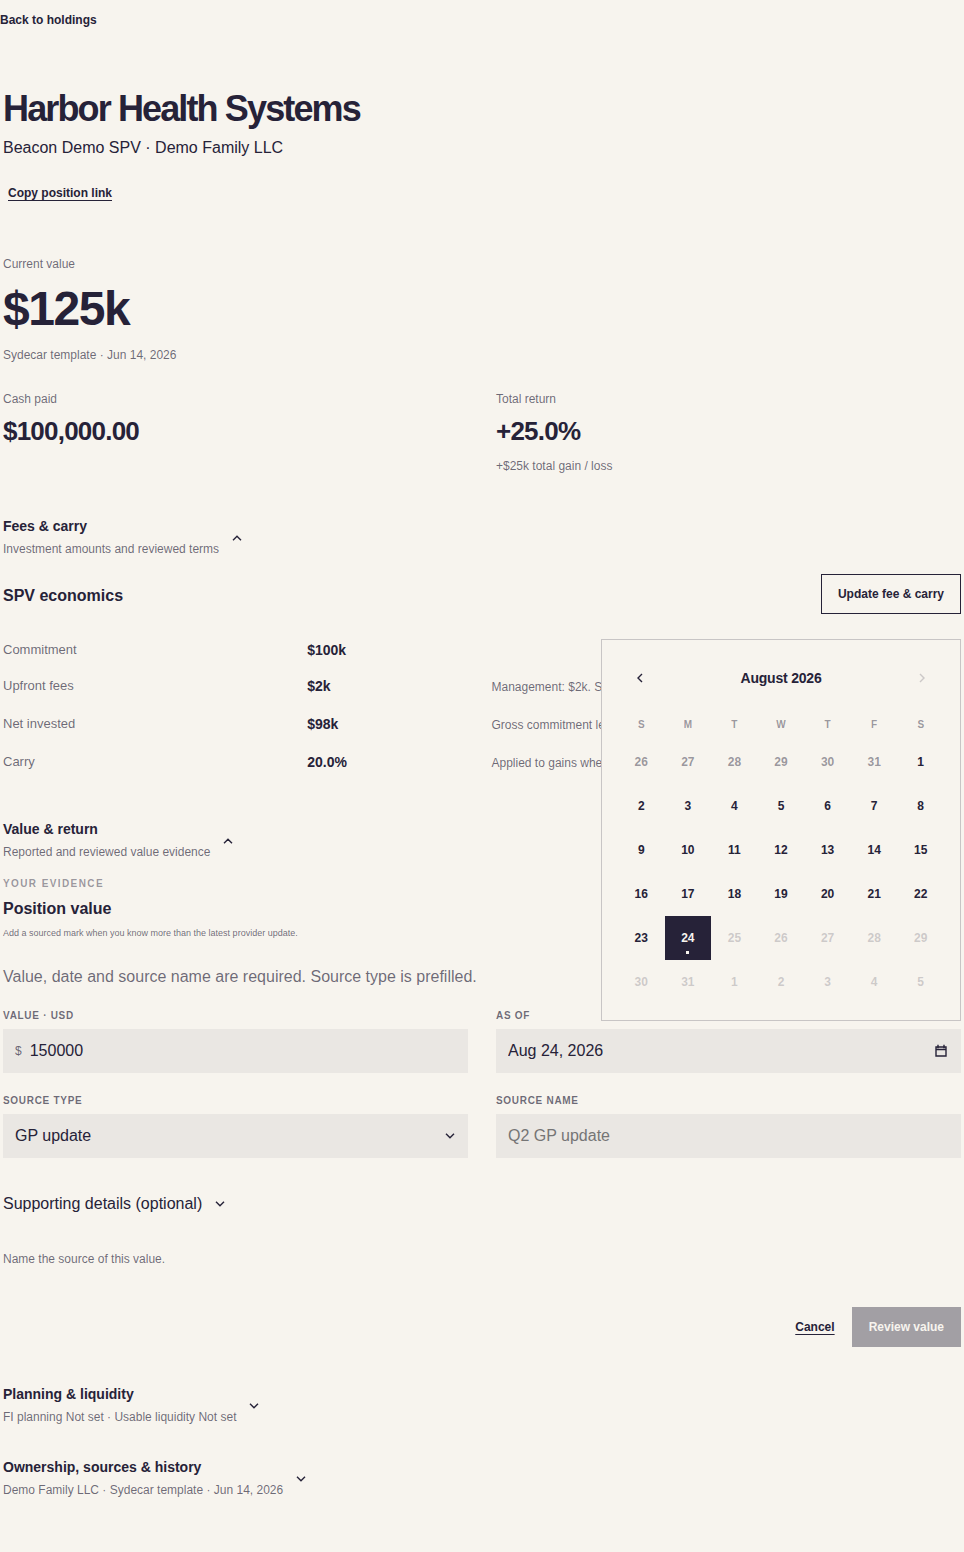 Back to holdings
Harbor Health Systems
Beacon Demo SPV · Demo Family LLC
Copy position link
Current value
$125k
Sydecar template · Jun 14, 2026
Cash paid
$100,000.00
Total return
+25.0%
+$25k total gain / loss
Fees & carry
Investment amounts and reviewed terms
SPV economics
Update fee & carry
Commitment $100k
Upfront fees $2k Management: $2k. S
Net invested $98k Gross commitment le
Carry 20.0% Applied to gains whe
August 2026
S M T W T F S
26 27 28 29 30 31 1
2 3 4 5 6 7 8
9 10 11 12 13 14 15
16 17 18 19 20 21 22
23 24 25 26 27 28 29
30 31 1 2 3 4 5
Value & return
Reported and reviewed value evidence
YOUR EVIDENCE
Position value
Add a sourced mark when you know more than the latest provider update.
Value, date and source name are required. Source type is prefilled.
VALUE · USD
$ 150000
AS OF
Aug 24, 2026
SOURCE TYPE
GP update
SOURCE NAME
Q2 GP update
Supporting details (optional)
Name the source of this value.
Cancel
Review value
Planning & liquidity
FI planning Not set · Usable liquidity Not set
Ownership, sources & history
Demo Family LLC · Sydecar template · Jun 14, 2026